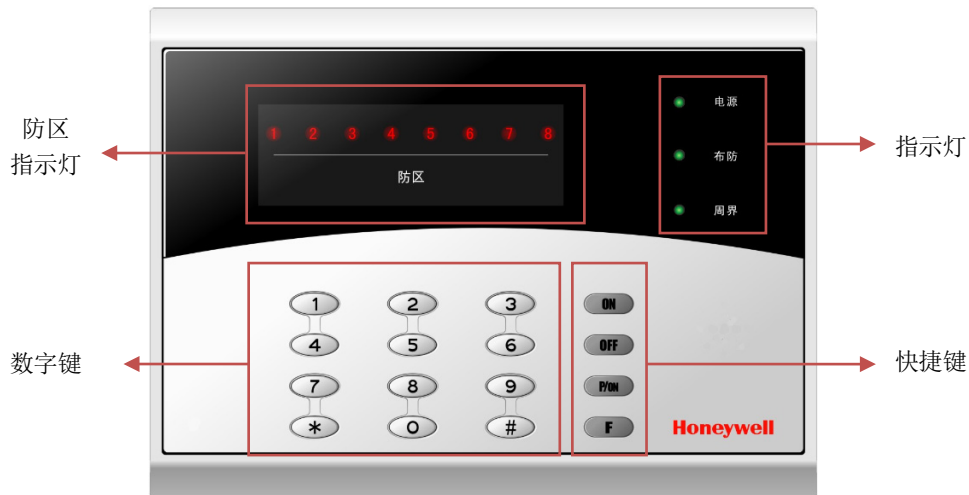 防区
指示灯
1 2 3 4 5 6 7 8
防区
电源
布防
周界
指示灯
数字键
1 2 3
4 5 6
7 8 9
* 0 #
ON
OFF
P/ON
F
快捷键
Honeywell